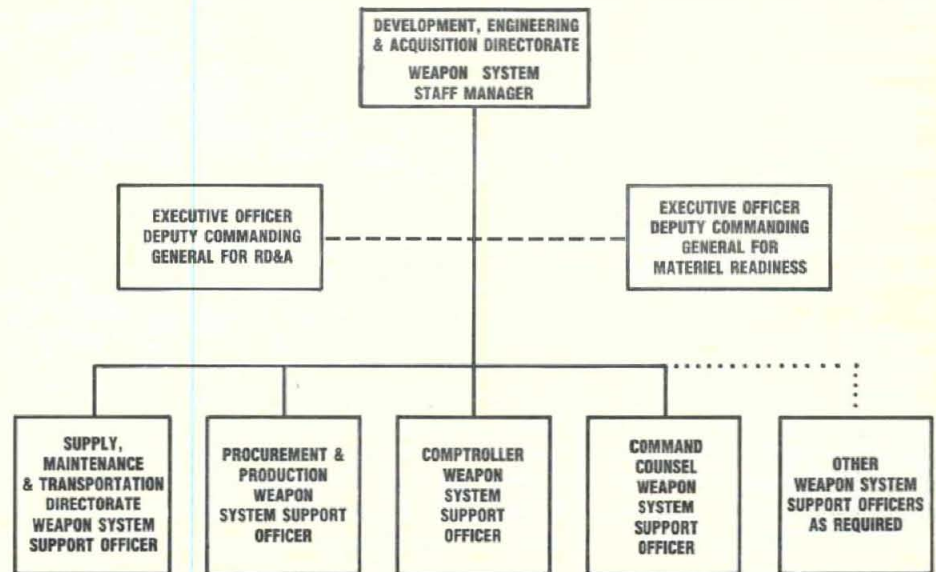 DEVELOPMENT, ENGINEERING
& ACQUISITION DIRECTORATE
WEAPON SYSTEM
STAFF MANAGER
EXECUTIVE OFFICER
DEPUTY COMMANDING
GENERAL FOR RD&A
EXECUTIVE OFFICER
DEPUTY COMMANDING
GENERAL FOR
MATERIEL READINESS
SUPPLY,
MAINTENANCE
& TRANSPORTATION
DIRECTORATE
WEAPON SYSTEM
SUPPORT OFFICER
PROCUREMENT &
PRODUCTION
WEAPON
SYSTEM SUPPORT
OFFICER
COMPTROLLER
WEAPON
SYSTEM
SUPPORT
OFFICER
COMMAND
COUNSEL
WEAPON
SYSTEM
SUPPORT
OFFICER
OTHER
WEAPON SYSTEM
SUPPORT OFFICERS
AS REQUIRED